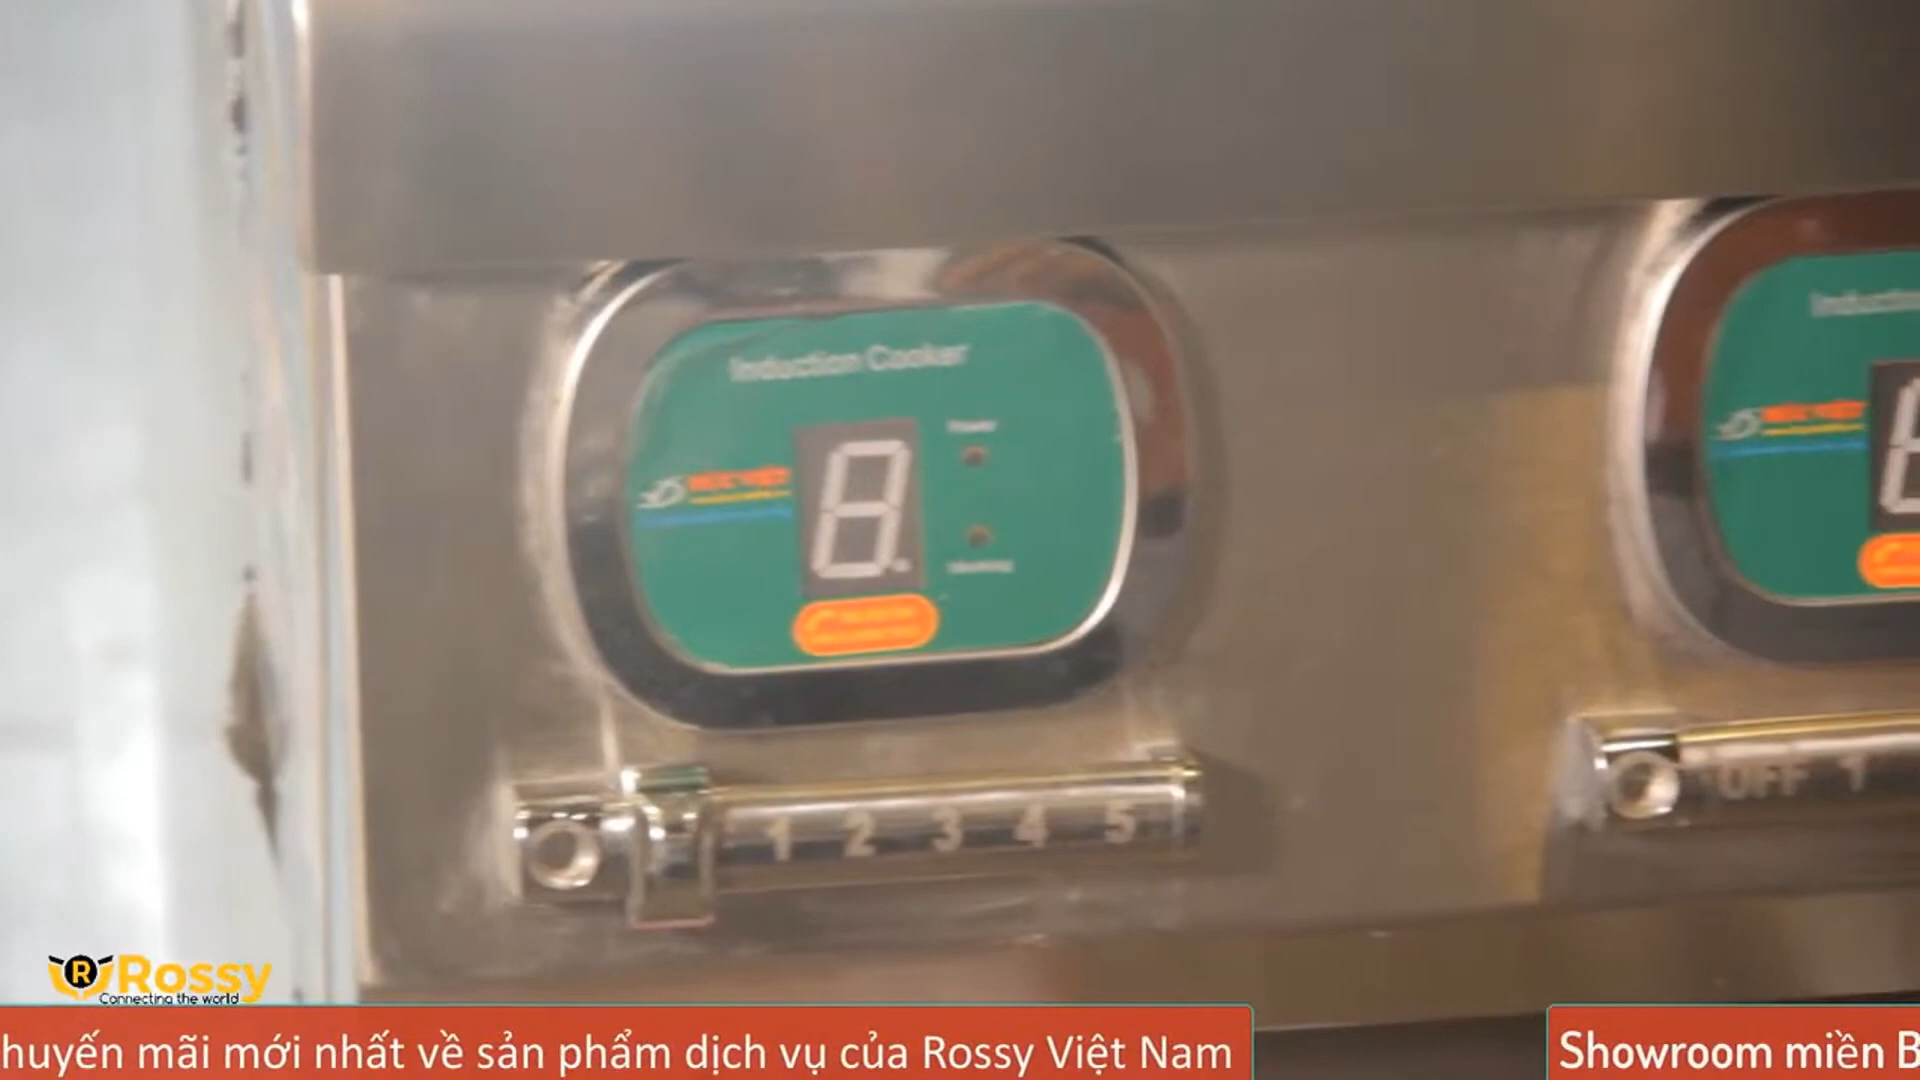 Induction Cooker
Power
8.
1 2 3 4 5
OFF 1
Rossy
Connecting the world
huyến mãi mới nhất về sản phẩm dịch vụ của Rossy Việt Nam
Showroom miền B